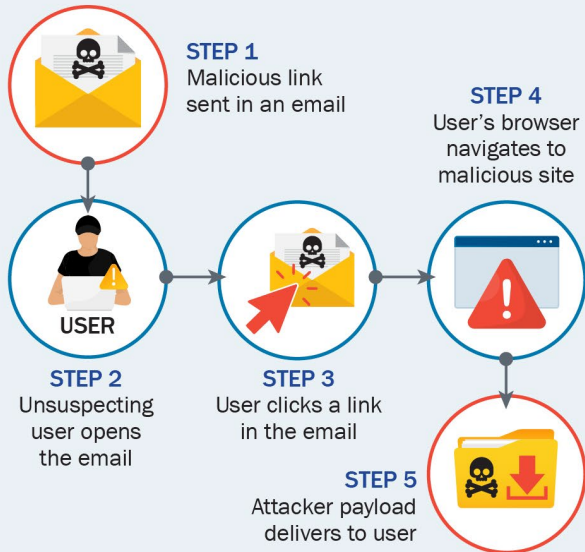 STEP 1
Malicious link
sent in an email
USER
STEP 2
Unsuspecting
user opens
the email
STEP 3
User clicks a link
in the email
STEP 4
User’s browser
navigates to
malicious site
STEP 5
Attacker payload
delivers to user